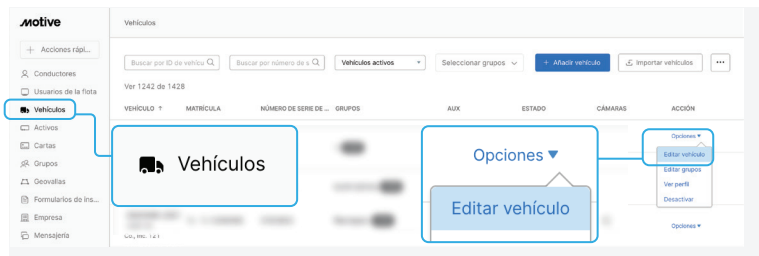 motive
Vehículos
+ Acciones rápi...
Conductores
Usuarios de la flota
Vehículos
Activos
Cartas
Grupos
Geovallas
Formularios de ins...
Empresa
Mensajería
Buscar por ID de vehícu
Buscar por número de s
Vehículos activos
Seleccionar grupos
+ Añadir vehículo
Importar vehículos
...
Ver 1242 de 1428
VEHÍCULO ↑ MATRÍCULA NÚMERO DE SERIE DE ... GRUPOS AUX ESTADO CÁMARAS ACCIÓN
Vehículos
Opciones ▼
Editar vehículo
Opciones ▼
Editar vehículo
Editar grupos
Ver perfil
Desactivar
Opciones ▼